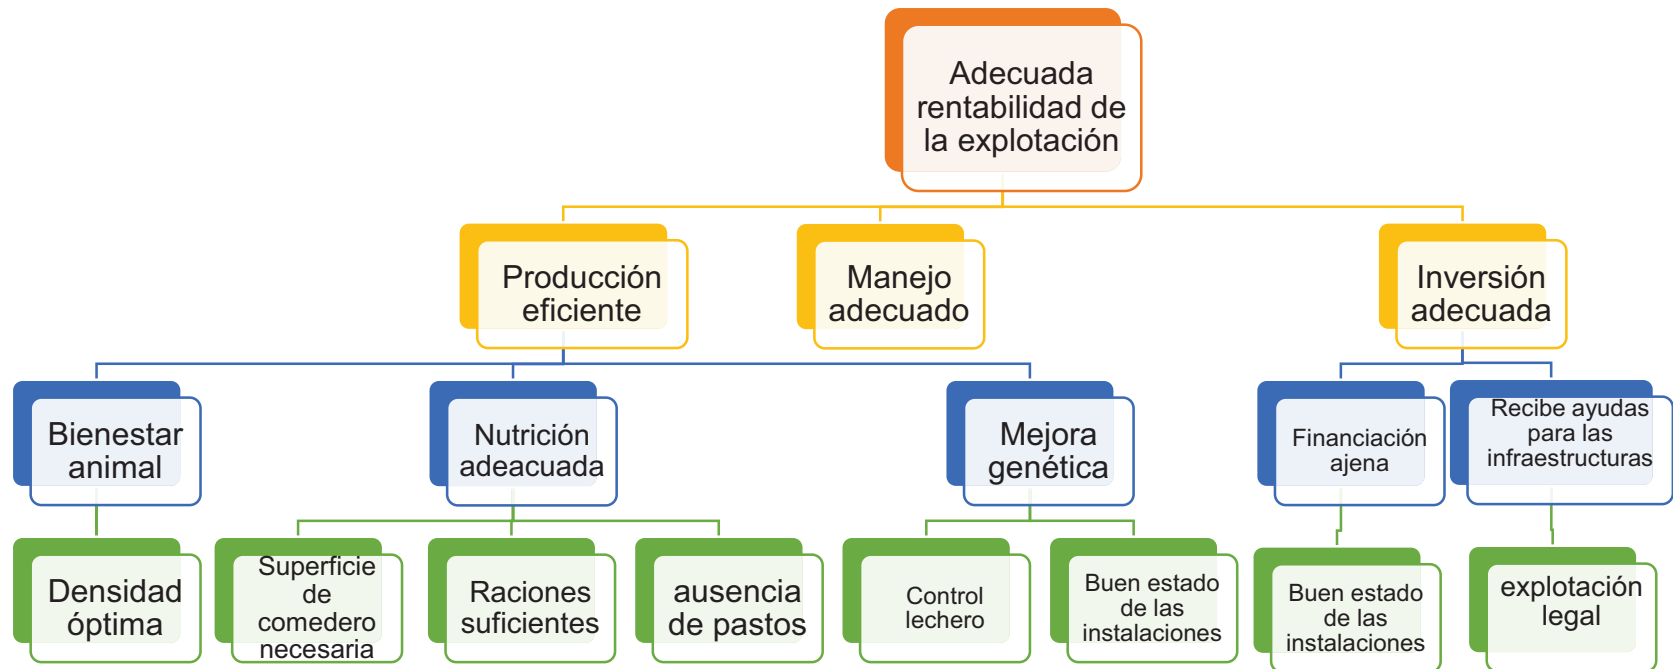 Adecuada
rentabilidad de
la explotación
Producción
eficiente
Manejo
adecuado
Inversión
adecuada
Bienestar
animal
Nutrición
adeacuada
Mejora
genética
Financiación
ajena
Recibe ayudas
para las
infraestructuras
Densidad
óptima
Superficie
de
comedero
necesaria
Raciones
suficientes
ausencia
de pastos
Control
lechero
Buen estado
de las
instalaciones
Buen estado
de las
instalaciones
explotación
legal